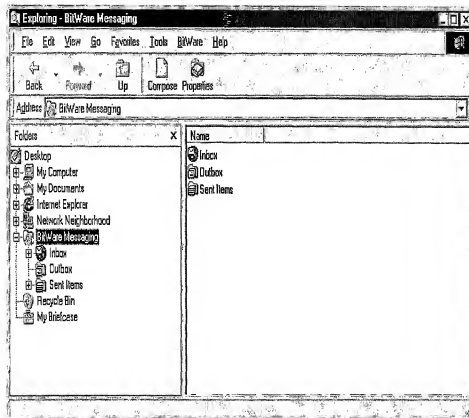 Exploring - BitWare Messaging
File Edit View Go Favorites Tools BitWare Help
Back Forward Up Compose Properties
Address BitWare Messaging
Folders x Name
Desktop
My Computer
My Documents
Internet Explorer
Network Neighborhood
BitWare Messaging
Inbox
Outbox
Sent Items
Recycle Bin
My Briefcase
Inbox
Outbox
Sent Items